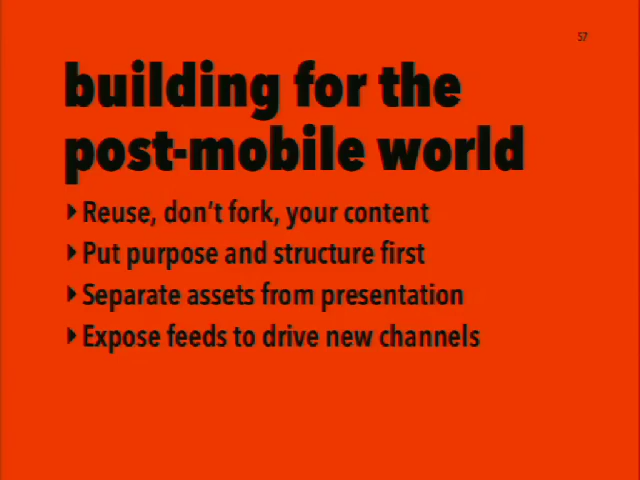 57
building for the
post-mobile world
Reuse, don't fork, your content
Put purpose and structure first
Separate assets from presentation
Expose feeds to drive new channels